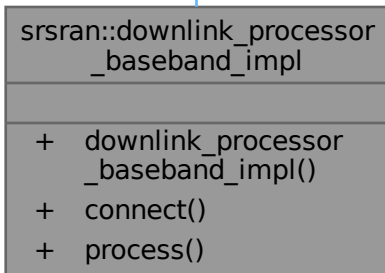 srsran::downlink_processor
_baseband_impl
+ downlink_processor
_baseband_impl()
+ connect()
+ process()